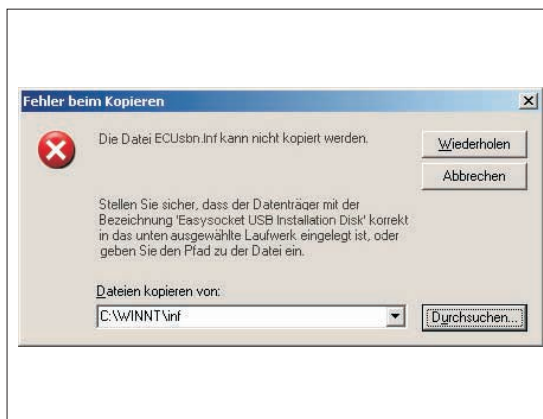 Fehler beim Kopieren
Die Datei ECUsbn.Inf kann nicht kopiert werden.
Wiederholen
Abbrechen
Stellen Sie sicher, dass der Datenträger mit der
Bezeichnung 'Easysocket USB Installation Disk' korrekt
in das unten ausgewählte Laufwerk eingelegt ist, oder
geben Sie den Pfad zu der Datei ein.
Dateien kopieren von:
C:\WINNT\inf
Durchsuchen...